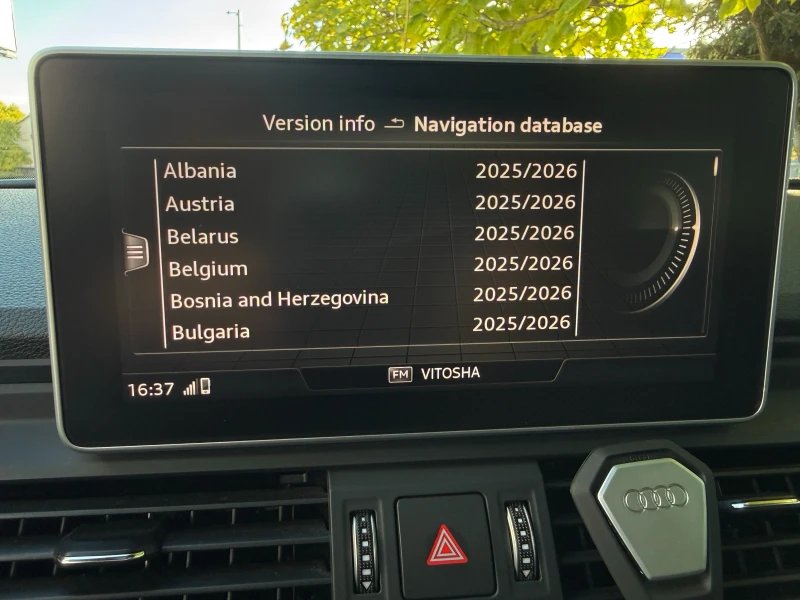 Version info Navigation database
Albania 2025/2026
Austria 2025/2026
Belarus 2025/2026
Belgium 2025/2026
Bosnia and Herzegovina 2025/2026
Bulgaria 2025/2026
16:37 FM VITOSHA